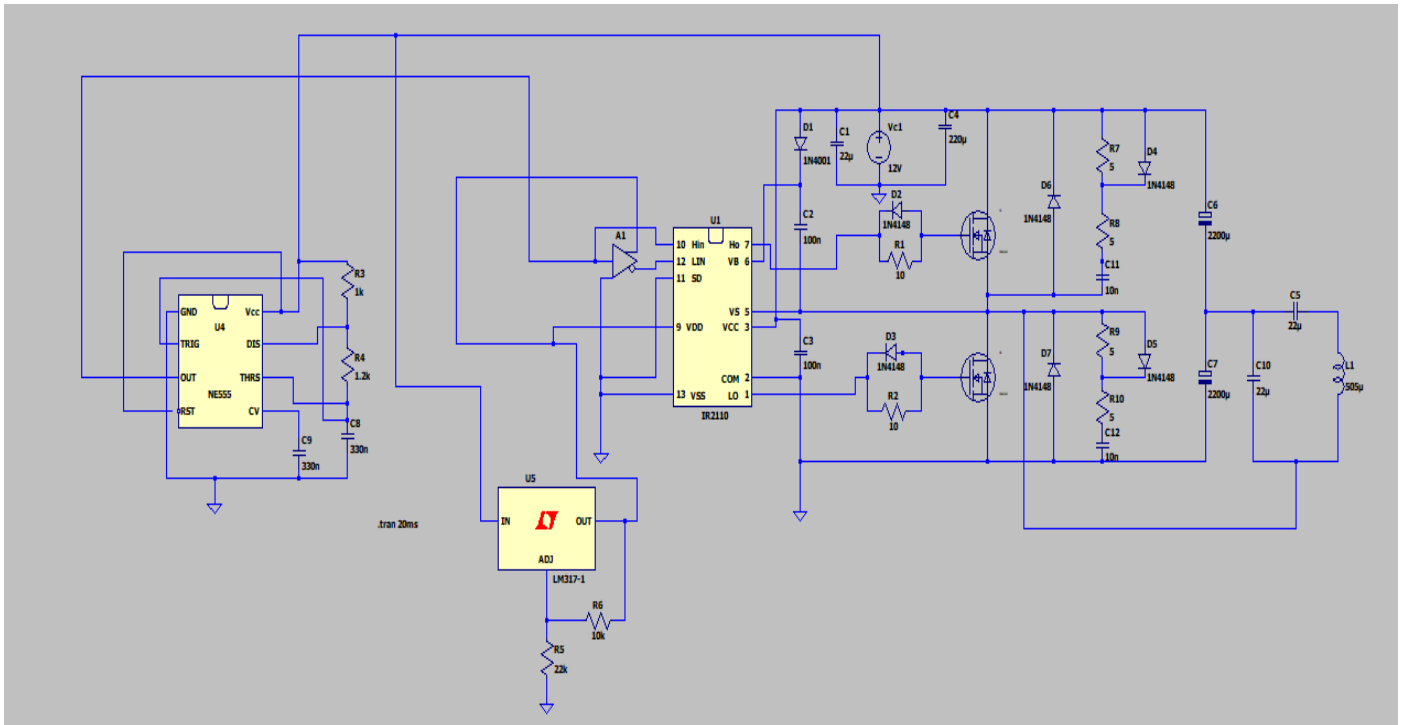 D1
1N4001
C1
22µ
Vc1
12V
C4
220µ
R7
5
D4
1N4148
D6
1N4148
D2
1N4148
R1
10
C2
100n
R8
5
C11
10n
C6
2200µ
A1
U1
10 Hin
Ho 7
12 LIN
VB 6
11 SD
VS 5
9 VDD
VCC 3
COM 2
13 VSS
LO 1
IR2110
C3
100n
D3
1N4148
R2
10
D7
1N4148
R9
5
D5
1N4148
R10
5
C12
10n
C7
2200µ
C10
22µ
C5
22µ
L1
505µ
R3
1k
R4
1.2k
GND
Vcc
U4
TRIG
DIS
OUT
THRS
NE555
RST
CV
C9
330n
C8
330n
.tran 20ms
U5
IN
OUT
ADJ
LM317-1
R6
10k
R5
22k